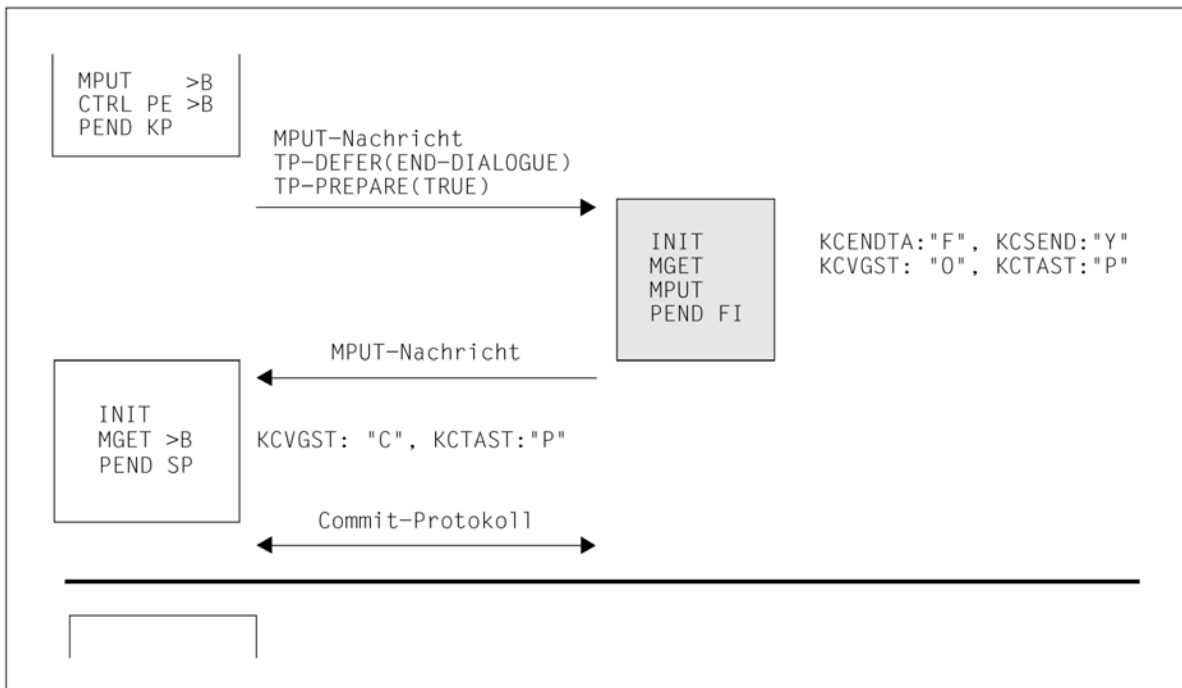 MPUT >B
CTRL PE >B
PEND KP
MPUT-Nachricht
TP-DEFER(END-DIALOGUE)
TP-PREPARE(TRUE)
INIT
MGET
MPUT
PEND FI
KCENDTA:"F", KCSEND:"Y"
KCVGST: "O", KCTAST:"P"
MPUT-Nachricht
INIT
MGET >B
PEND SP
KCVGST: "C", KCTAST:"P"
Commit-Protokoll